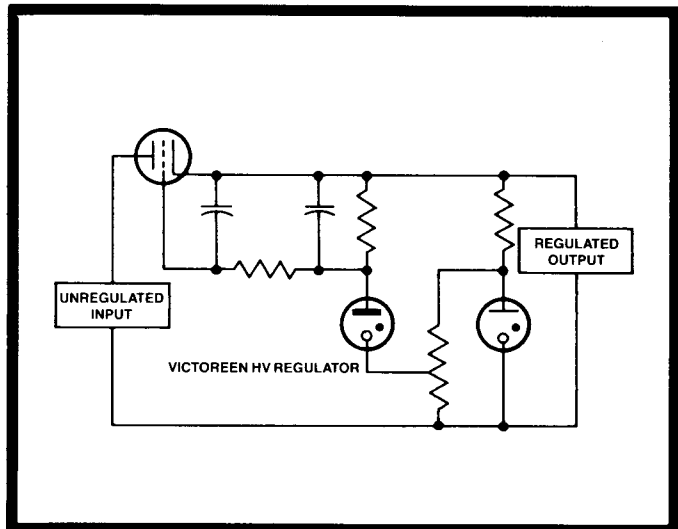 UNREGULATED
INPUT
VICTOREEN HV REGULATOR
REGULATED
OUTPUT